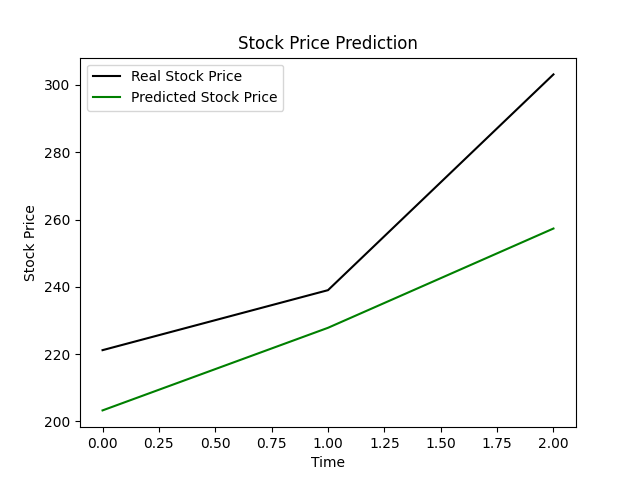 Stock Price Prediction
Real Stock Price
Predicted Stock Price
Stock Price
300
280
260
240
220
200
0.00 0.25 0.50 0.75 1.00 1.25 1.50 1.75 2.00
Time